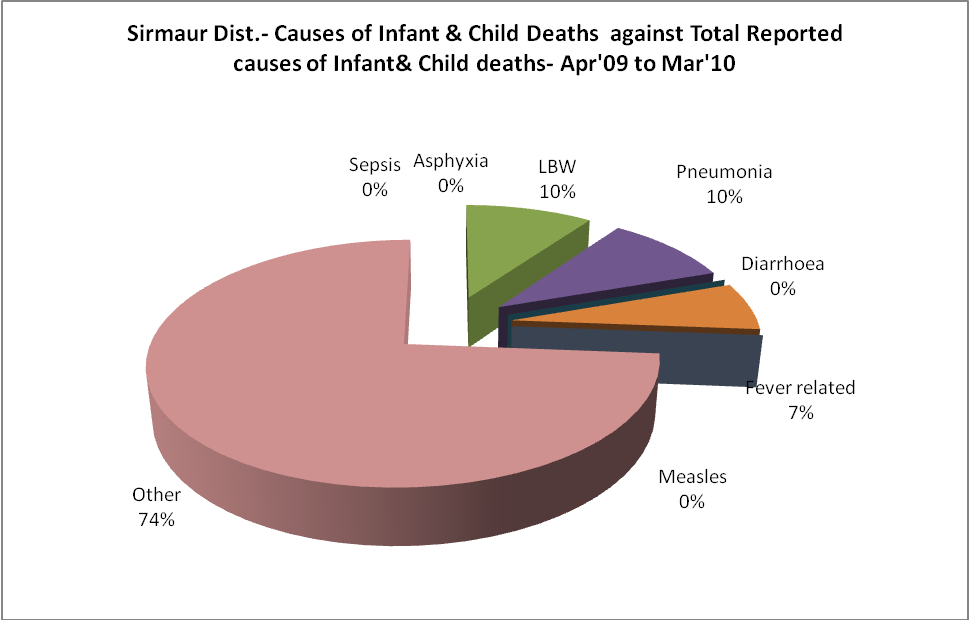 Sirmaur Dist.- Causes of Infant & Child Deaths against Total Reported
causes of Infant& Child deaths- Apr'09 to Mar'10
Sepsis
0%
Asphyxia
0%
LBW
10%
Pneumonia
10%
Diarrhoea
0%
Fever related
7%
Measles
0%
Other
74%